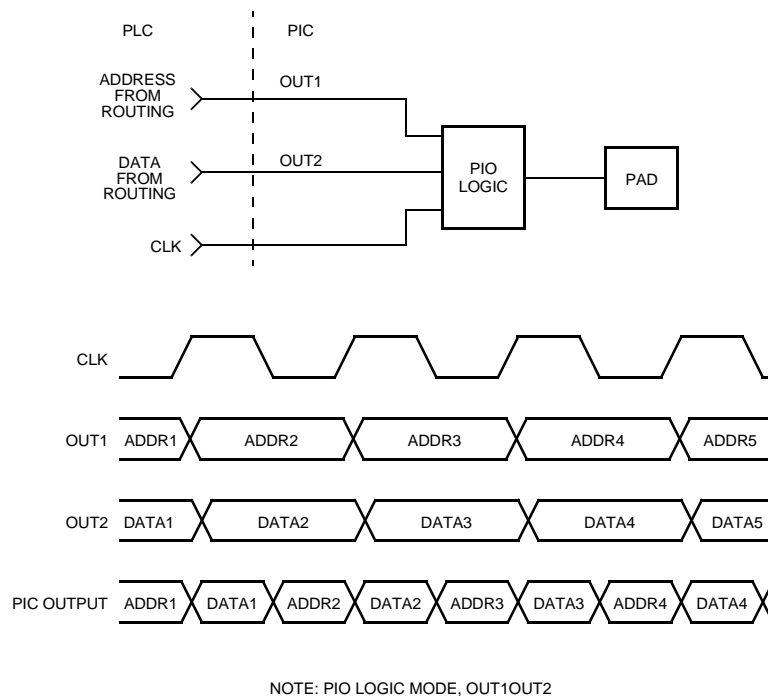 PLC
PIC
ADDRESS
FROM
ROUTING
OUT1
DATA
FROM
ROUTING
OUT2
CLK
PIO
LOGIC
PAD
CLK
OUT1 ADDR1 ADDR2 ADDR3 ADDR4 ADDR5
OUT2 DATA1 DATA2 DATA3 DATA4 DATA5
PIC OUTPUT ADDR1 DATA1 ADDR2 DATA2 ADDR3 DATA3 ADDR4 DATA4
NOTE: PIO LOGIC MODE, OUT1OUT2